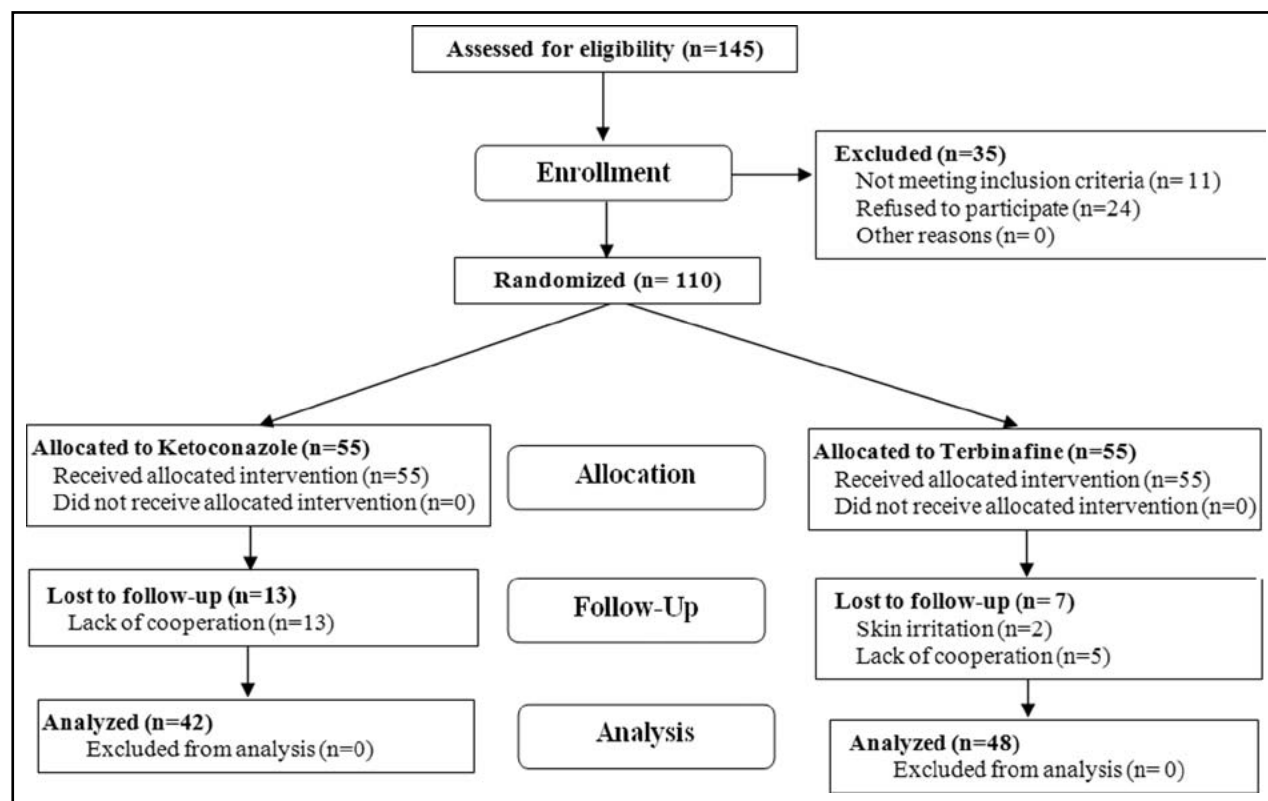 Assessed for eligibility (n=145)
Enrollment
Excluded (n=35)
Not meeting inclusion criteria (n= 11)
Refused to participate (n=24)
Other reasons (n= 0)
Randomized (n= 110)
Allocated to Ketoconazole (n=55)
Received allocated intervention (n=55)
Did not receive allocated intervention (n=0)
Allocation
Allocated to Terbinafine (n=55)
Received allocated intervention (n=55)
Did not receive allocated intervention (n=0)
Lost to follow-up (n=13)
Lack of cooperation (n=13)
Follow-Up
Lost to follow-up (n= 7)
Skin irritation (n=2)
Lack of cooperation (n=5)
Analyzed (n=42)
Excluded from analysis (n=0)
Analysis
Analyzed (n=48)
Excluded from analysis (n= 0)